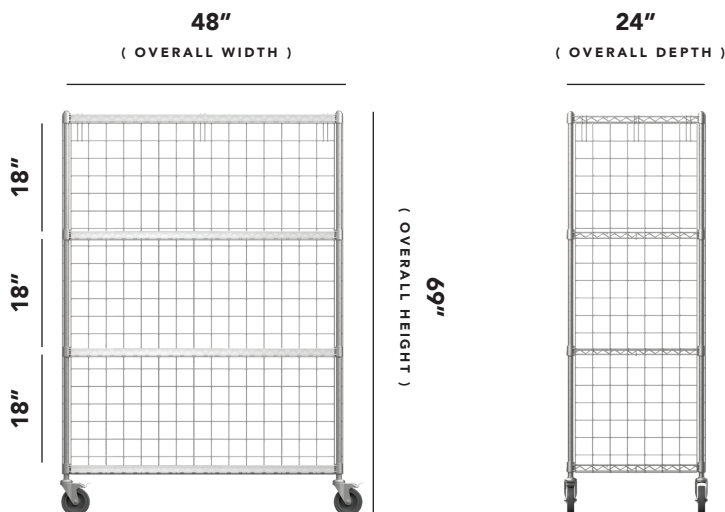 48”
( OVERALL WIDTH )
24”
( OVERALL DEPTH )
18”
18”
18”
( OVERALL HEIGHT )
69”